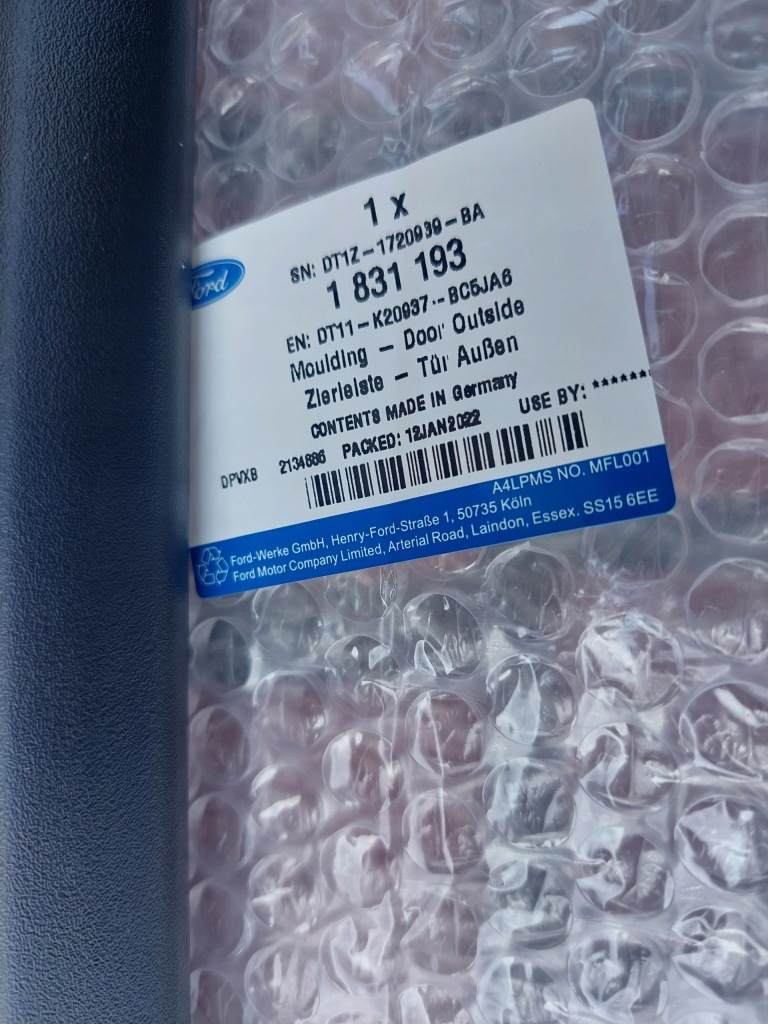 1 x
SN: DT1Z-1720939-BA
Ford
1 831 193
EN: DT11-K20937--BC5JA6
Moulding - Door Outside
Zierleiste - Tür Außen
CONTENTS MADE IN Germany
USE BY: *******
DPVXB 2134686 PACKED: 12JAN2022
A4LPMS NO. MFL001
Ford-Werke GmbH, Henry-Ford-Straße 1, 50735 Köln
Ford Motor Company Limited, Arterial Road, Laindon, Essex. SS15 6EE